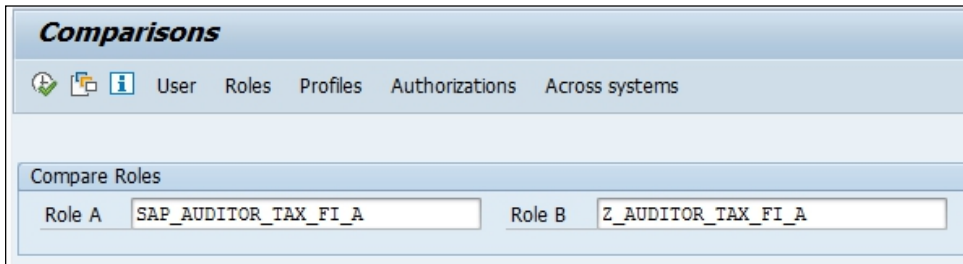 Comparisons
User Roles Profiles Authorizations Across systems
Compare Roles
Role A SAP_AUDITOR_TAX_FI_A Role B Z_AUDITOR_TAX_FI_A